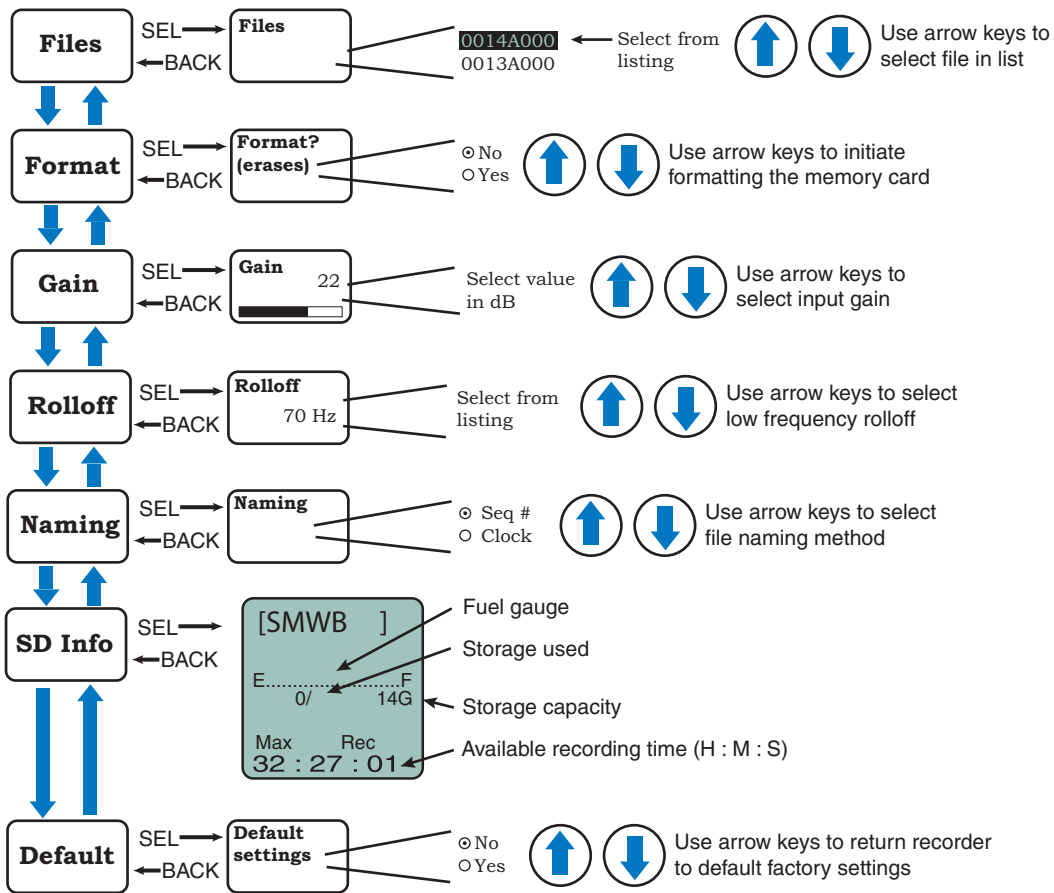 Files
SEL
BACK
Files
0014A000
0013A000
Select from
listing
Use arrow keys to
select file in list
Format
SEL
BACK
Format?
(erases)
No
Yes
Use arrow keys to initiate
formatting the memory card
Gain
SEL
BACK
Gain
22
Select value
in dB
Use arrow keys to
select input gain
Rolloff
SEL
BACK
Rolloff
70 Hz
Select from
listing
Use arrow keys to select
low frequency rolloff
Naming
SEL
BACK
Naming
Seq #
Clock
Use arrow keys to select
file naming method
SD Info
SEL
BACK
[SMWB ]
E........................F
0/ 14G
Max Rec
32 : 27 : 01
Fuel gauge
Storage used
Storage capacity
Available recording time (H : M : S)
Default
SEL
BACK
Default
settings
No
Yes
Use arrow keys to return recorder
to default factory settings